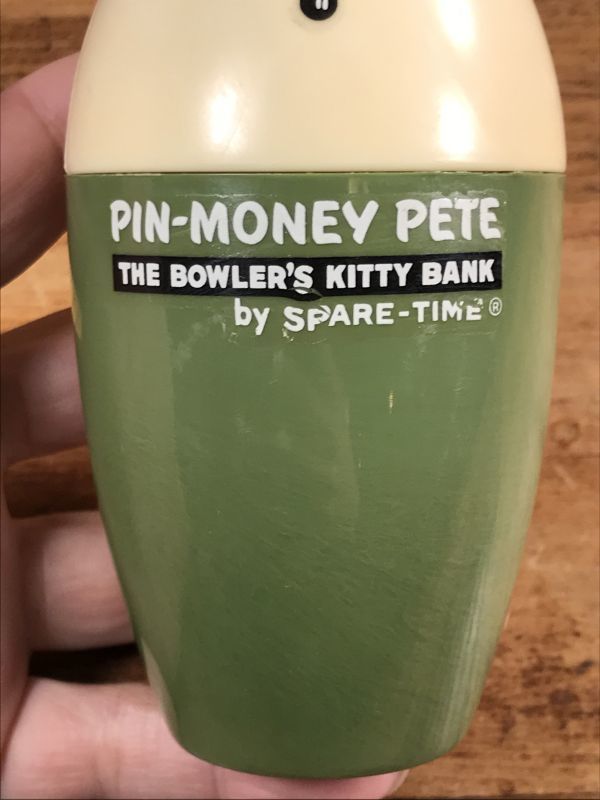 PIN-MONEY PETE
THE BOWLER'S KITTY BANK
by SPARE-TIME®